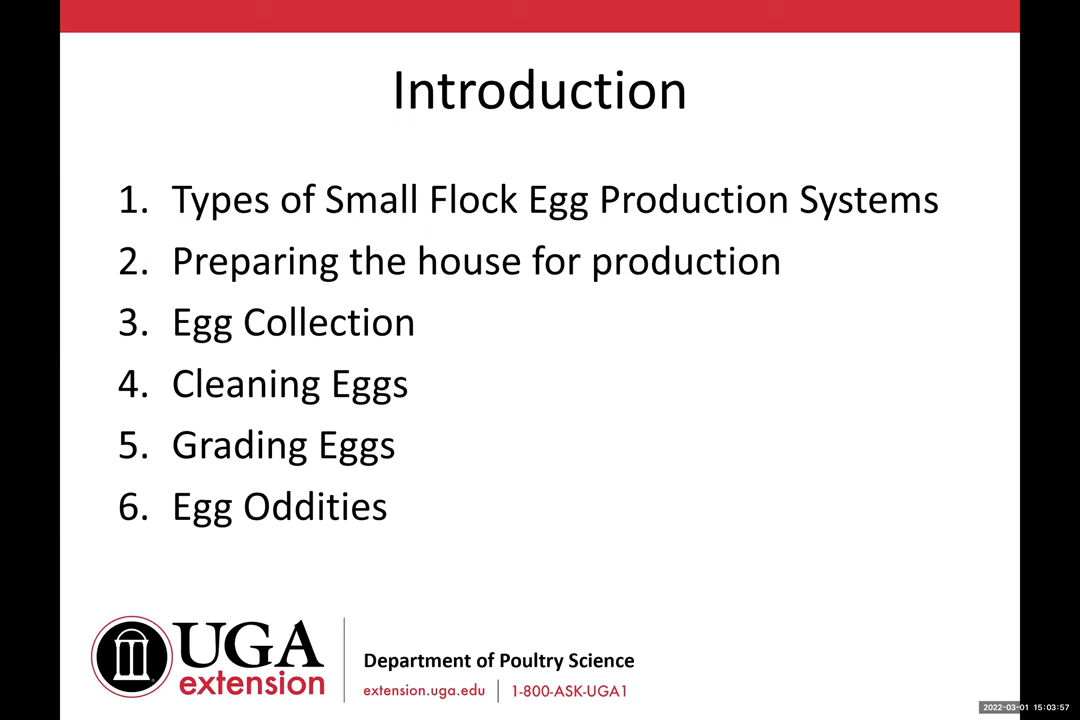 Introduction
1. Types of Small Flock Egg Production Systems
2. Preparing the house for production
3. Egg Collection
4. Cleaning Eggs
5. Grading Eggs
6. Egg Oddities
UGA
extension
Department of Poultry Science
extension.uga.edu | 1-800-ASK-UGA1
2022-03-01 15:03:57